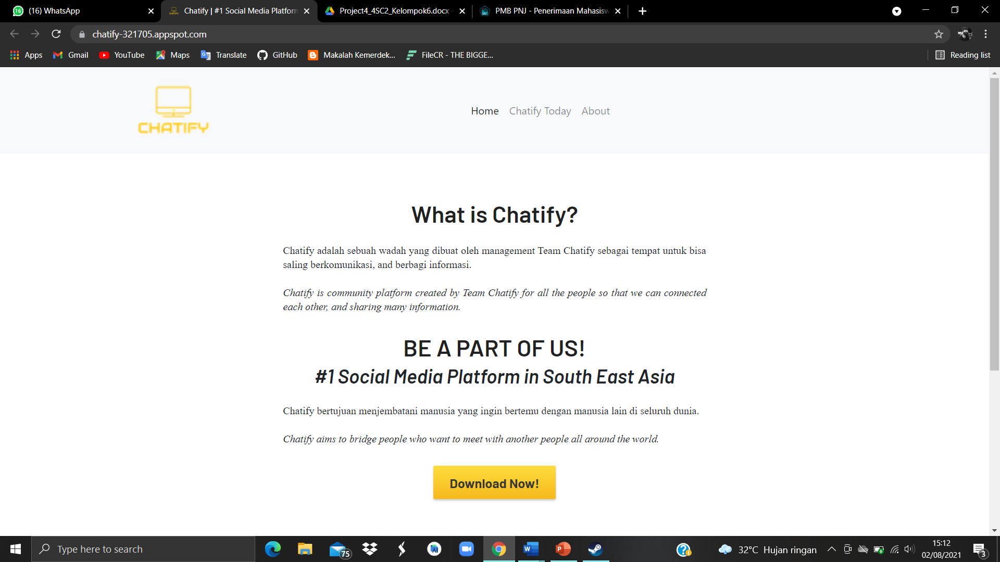 (16) WhatsApp
Chatify | #1 Social Media Platforn
Project4_4SC2_Kelompok6.docx -
PMB PNJ - Penerimaan Mahasisw
chatify-321705.appspot.com
Apps
Gmail
YouTube
Maps
Translate
GitHub
Makalah Kemerdek...
FileCR - THE BIGGE...
Reading list
CHATIFY
Home
Chatify Today
About
What is Chatify?
Chatify adalah sebuah wadah yang dibuat oleh management Team Chatify sebagai tempat untuk bisa
saling berkomunikasi, and berbagi informasi.
Chatify is community platform created by Team Chatify for all the people so that we can connected
each other, and sharing many information.
BE A PART OF US!
#1 Social Media Platform in South East Asia
Chatify bertujuan menjembatani manusia yang ingin bertemu dengan manusia lain di seluruh dunia.
Chatify aims to bridge people who want to meet with another people all around the world.
Download Now!
Type here to search
75
32°C Hujan ringan
15:12
02/08/2021
3